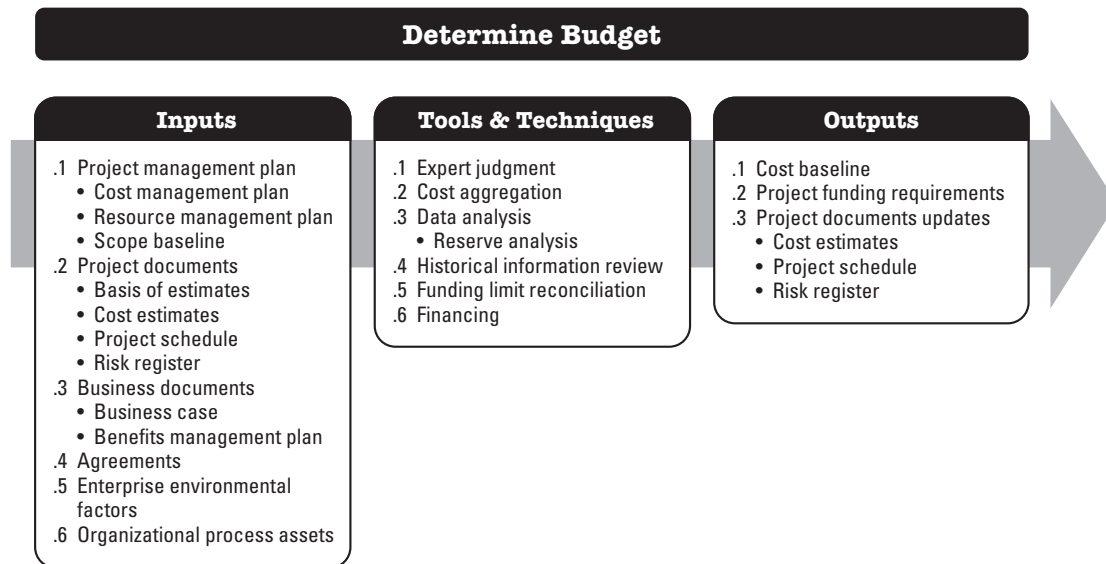 Determine Budget
Inputs
.1 Project management plan
• Cost management plan
• Resource management plan
• Scope baseline
.2 Project documents
• Basis of estimates
• Cost estimates
• Project schedule
• Risk register
.3 Business documents
• Business case
• Benefits management plan
.4 Agreements
.5 Enterprise environmental
factors
.6 Organizational process assets
Tools & Techniques
.1 Expert judgment
.2 Cost aggregation
.3 Data analysis
• Reserve analysis
.4 Historical information review
.5 Funding limit reconciliation
.6 Financing
Outputs
.1 Cost baseline
.2 Project funding requirements
.3 Project documents updates
• Cost estimates
• Project schedule
• Risk register